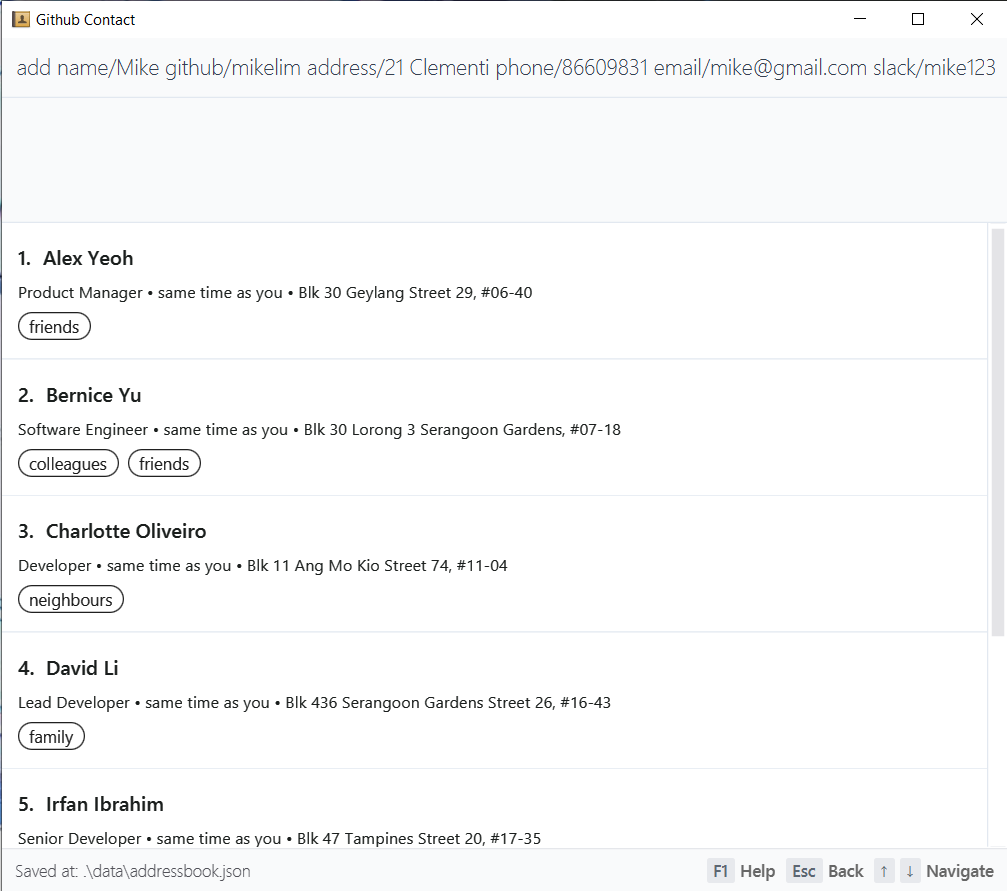 Github Contact
add name/Mike github/mikelim address/21 Clementi phone/86609831 email/mike@gmail.com slack/mike123
1. Alex Yeoh
Product Manager • same time as you • Blk 30 Geylang Street 29, #06-40
friends
2. Bernice Yu
Software Engineer • same time as you • Blk 30 Lorong 3 Serangoon Gardens, #07-18
colleagues friends
3. Charlotte Oliveiro
Developer • same time as you • Blk 11 Ang Mo Kio Street 74, #11-04
neighbours
4. David Li
Lead Developer • same time as you • Blk 436 Serangoon Gardens Street 26, #16-43
family
5. Irfan Ibrahim
Senior Developer • same time as you • Blk 47 Tampines Street 20, #17-35
Saved at: .\data\addressbook.json F1 Help Esc Back ↑ ↓ Navigate